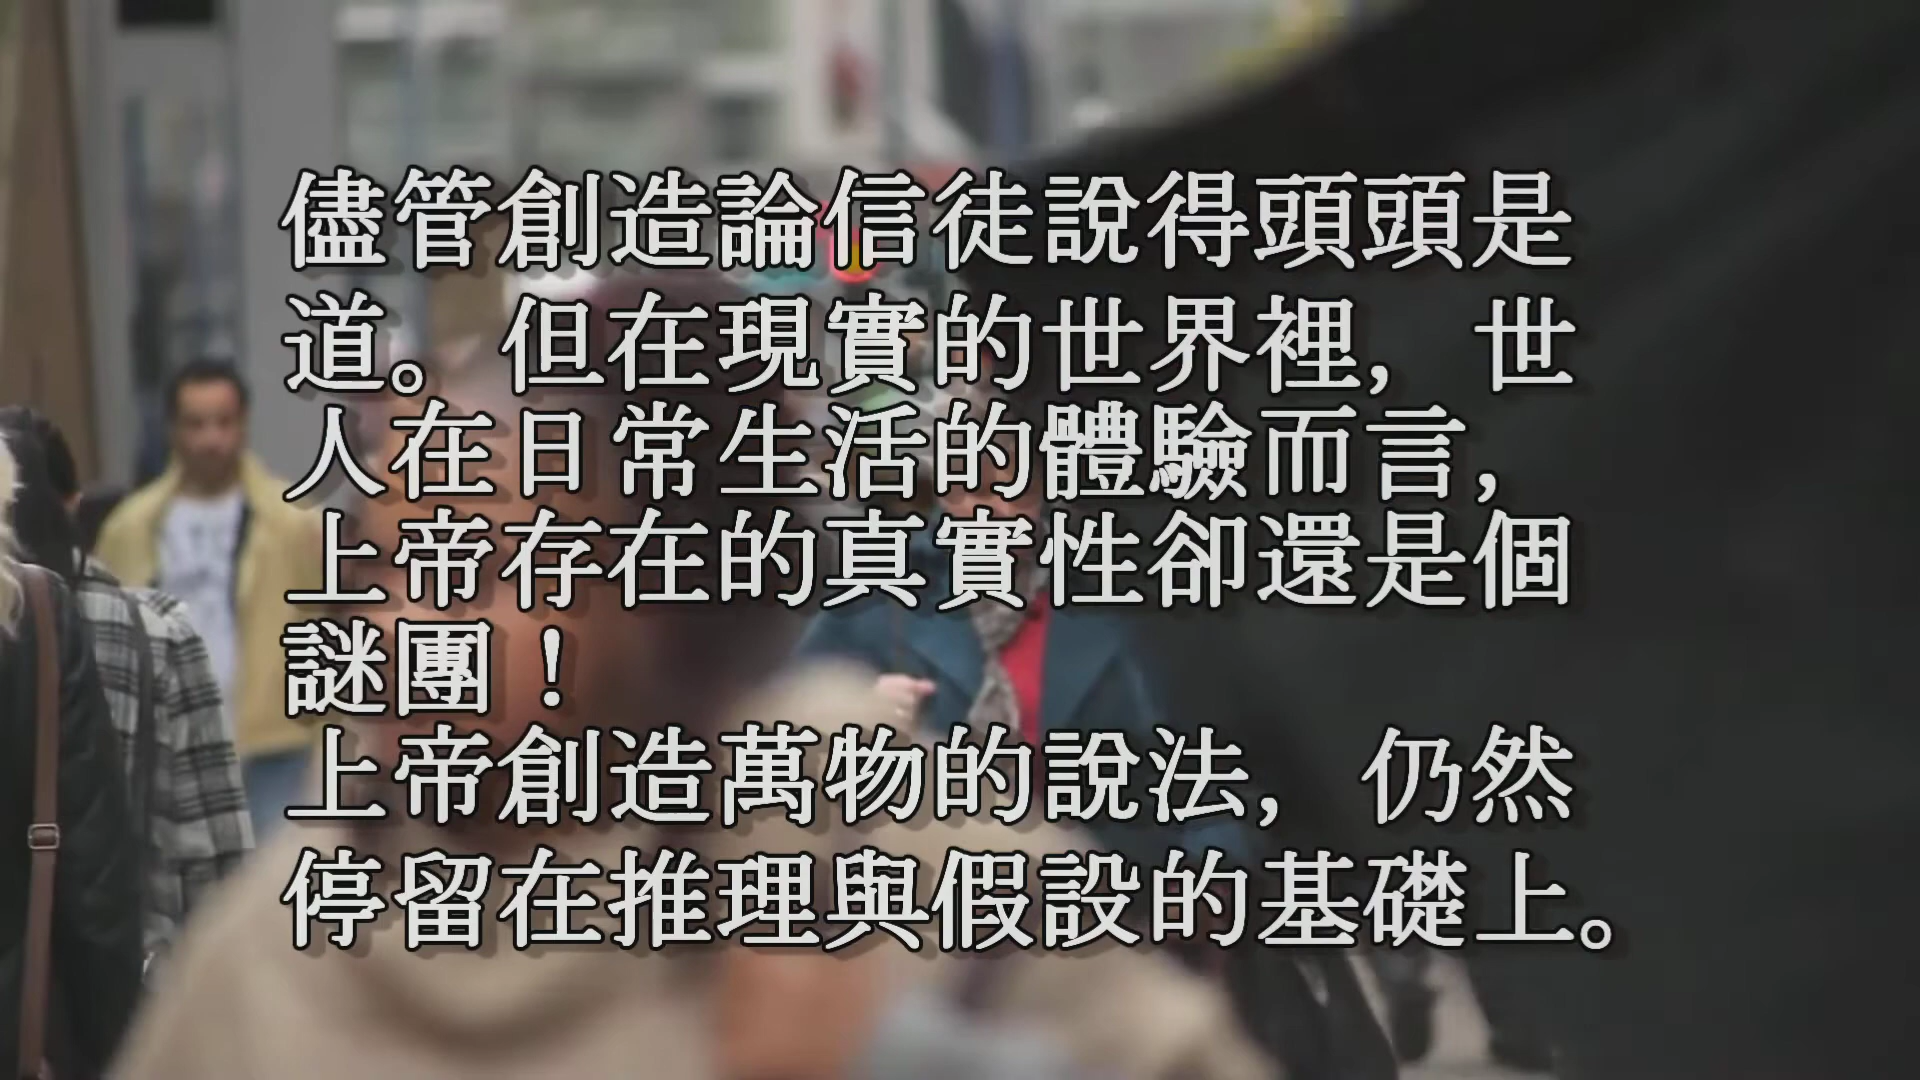 儘管創造論信徒說得頭頭是
道。但在現實的世界裡，世
人在日常生活的體驗而言，
上帝存在的真實性卻還是個
謎團！
上帝創造萬物的說法，仍然
停留在推理與假設的基礎上。